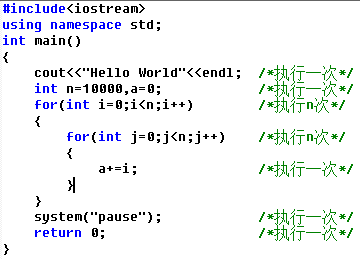 #include<iostream>
using namespace std;
int main()
{
    cout<<"Hello World"<<endl;  /*执行一次*/
    int n=10000,a=0;            /*执行一次*/
    for(int i=0;i<n;i++)        /*执行n次*/
    {
        for(int j=0;j<n;j++)    /*执行n次*/
        {
            a+=i;               /*执行一次*/
        }
    }
    system("pause");            /*执行一次*/
    return 0;                   /*执行一次*/
}